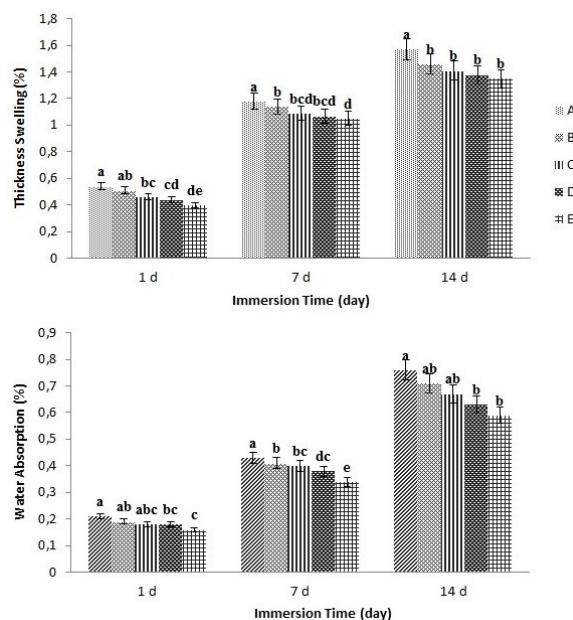 1,8
1,6
1,4
1,2
1
0,8
0,6
0,4
0,2
0
Thickness Swelling (%)
a ab bc cd de
a b bcd bcd d
a b b b b
1 d 7 d 14 d
Immersion Time (day)
A
B
C
D
E
0,9
0,8
0,7
0,6
0,5
0,4
0,3
0,2
0,1
0
Water Absorption (%)
a ab abc bc c
a b bc dc e
a ab ab b b
1 d 7 d 14 d
Immersion Time (day)